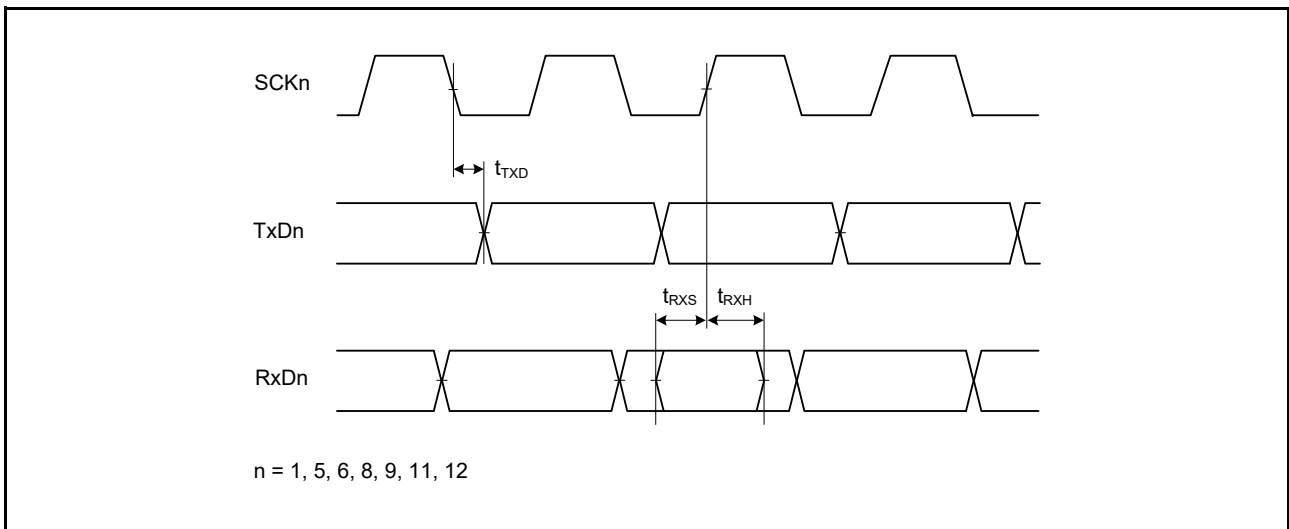 SCKn
tTXD
TxDn
tRXS tRXH
RxDn
n = 1, 5, 6, 8, 9, 11, 12